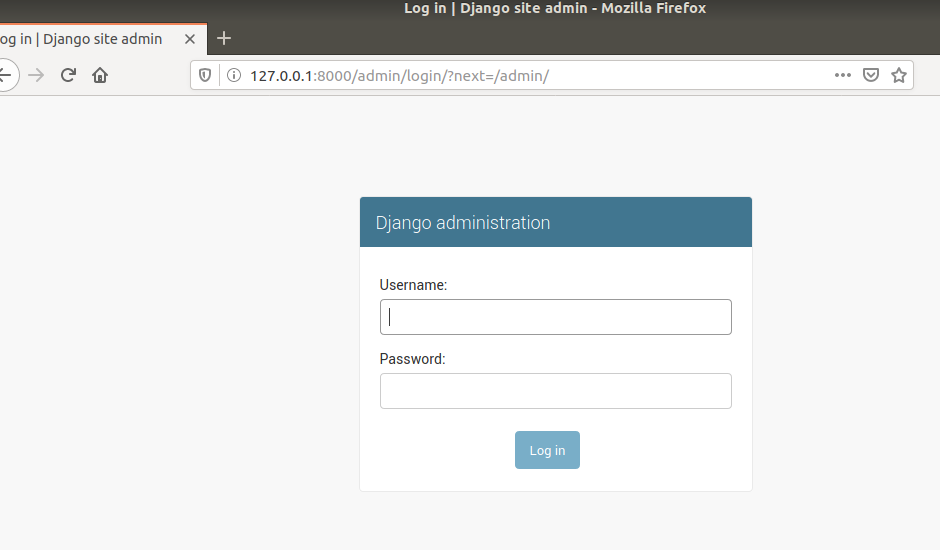 Log in | Django site admin - Mozilla Firefox
og in | Django site admin
127.0.0.1:8000/admin/login/?next=/admin/
Django administration
Username:
Password:
Log in